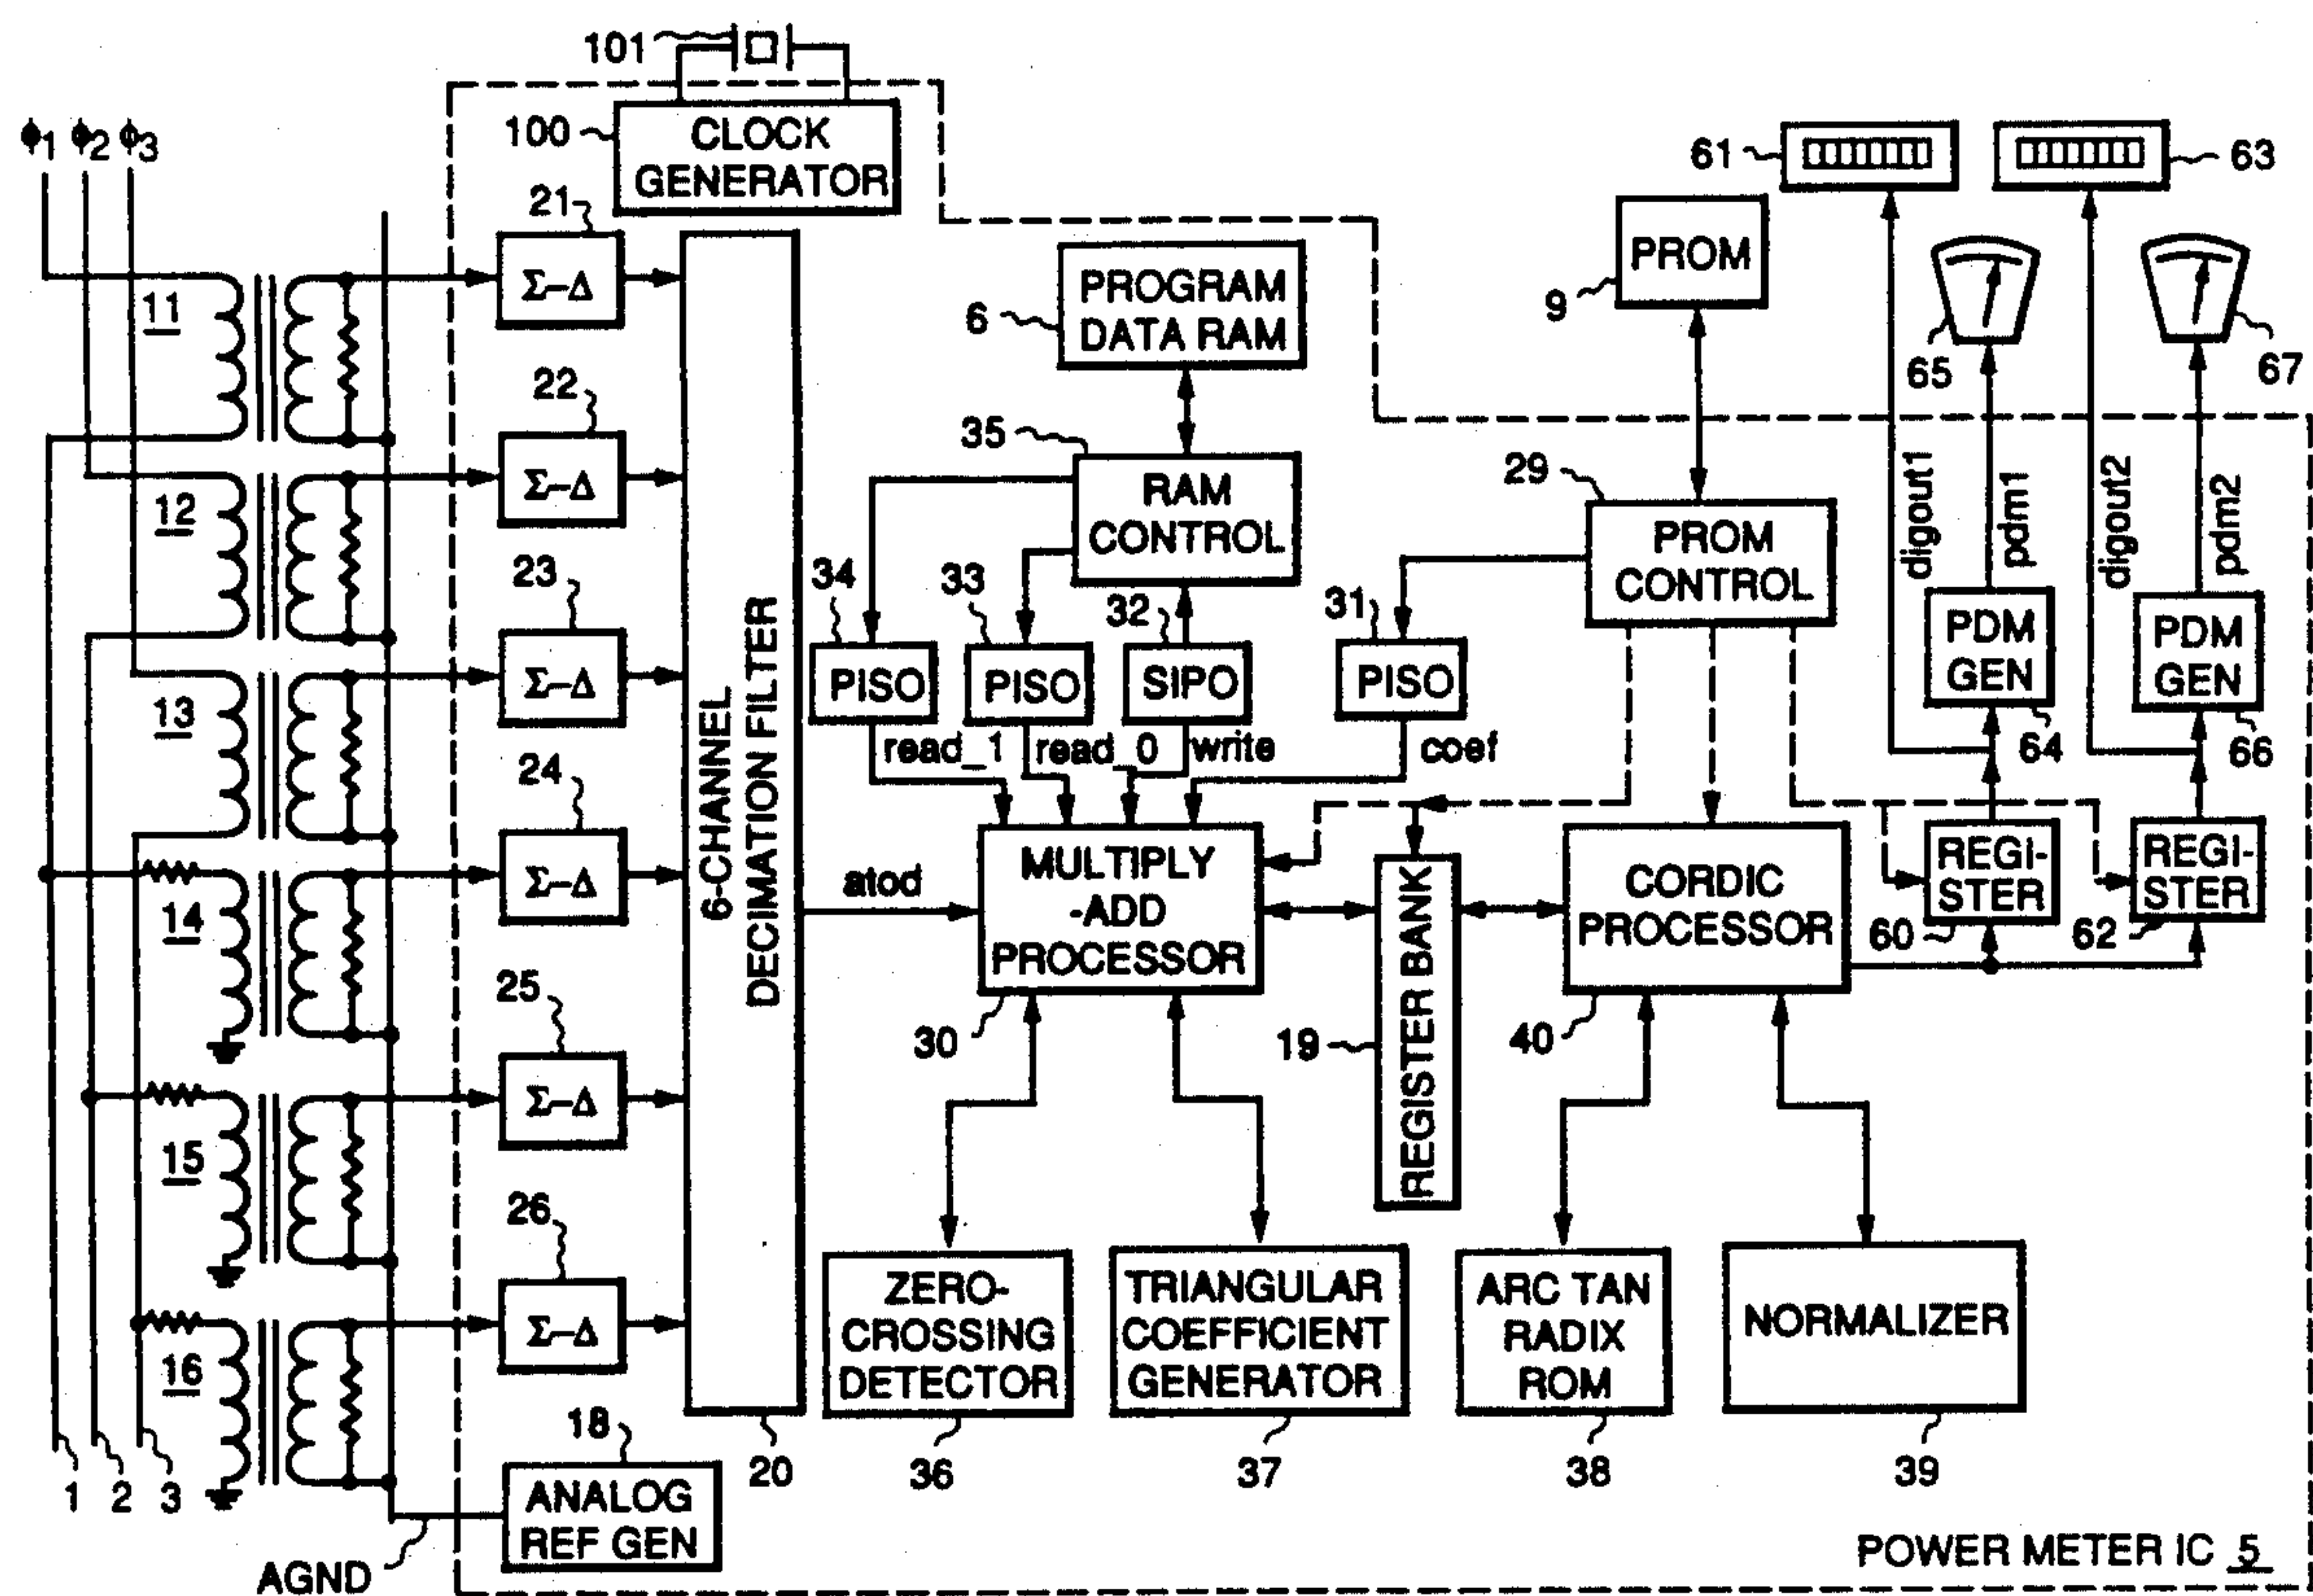 101
100
CLOCK
GENERATOR
ϕ1 ϕ2 ϕ3
61
63
PROM
9
21
Σ–Δ
PROGRAM
DATA RAM
6
11
65
67
22
Σ–Δ
12
35
RAM
CONTROL
29
PROM
CONTROL
digout1
pdm1
digout2
pdm2
23
Σ–Δ
13
34
PISO
33
PISO
32
SIPO
31
PISO
PDM
GEN
64
PDM
GEN
66
read_1
read_0
write
coef
6-CHANNEL
DECIMATION FILTER
24
Σ–Δ
14
atod
MULTIPLY
-ADD
PROCESSOR
30
REGISTER BANK
19
CORDIC
PROCESSOR
40
REGI-
STER
60
REGI-
STER
62
25
Σ–Δ
15
26
Σ–Δ
16
ZERO-
CROSSING
DETECTOR
TRIANGULAR
COEFFICIENT
GENERATOR
ARC TAN
RADIX
ROM
NORMALIZER
1 2 3
18
ANALOG
REF GEN
20
36
37
38
39
AGND
POWER METER IC 5